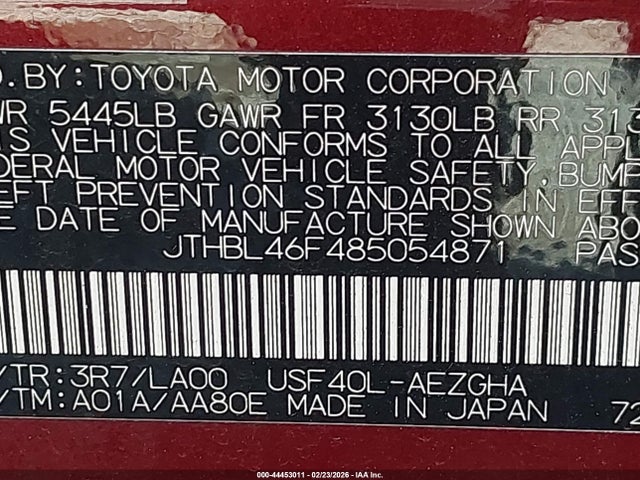 D.BY:TOYOTA MOTOR CORPORATION
WR 5445LB GAWR FR 3130LB RR 313
IS VEHICLE CONFORMS TO ALL APPL
DERAL MOTOR VEHICLE SAFETY, BUMP
EFT PREVENTION STANDARDS IN EFF
E DATE OF MANUFACTURE SHOWN ABO
JTHBL46F485054871 PAS
/TR:3R7/LA00 USF40L-AEZGHA
/TM:A01A/AA80E MADE IN JAPAN 72
000-44453011 - 02/23/2026 - IAA Inc.